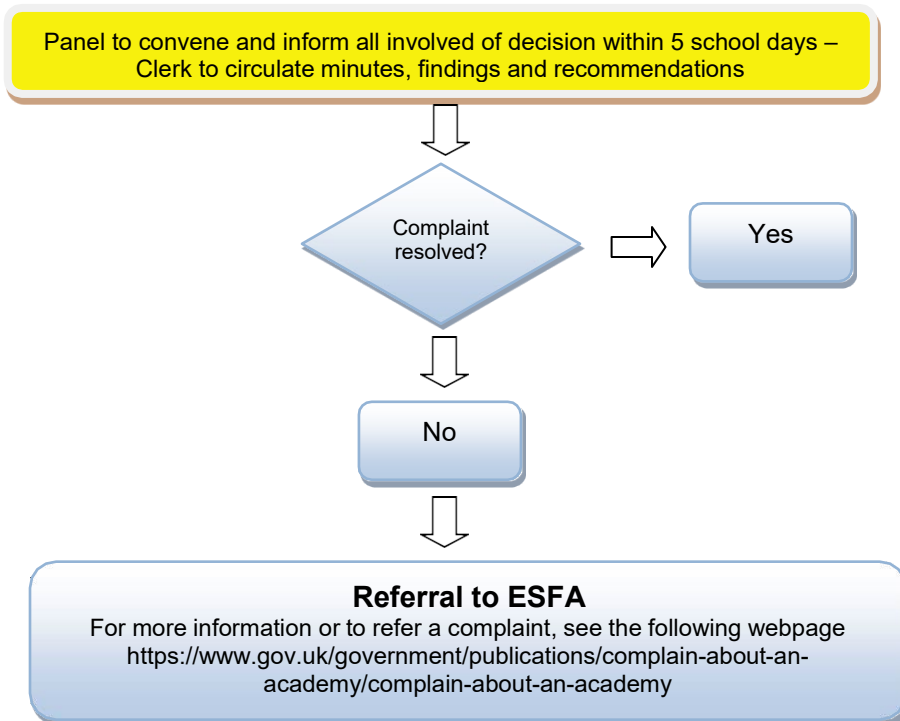 Panel to convene and inform all involved of decision within 5 school days –
Clerk to circulate minutes, findings and recommendations
Complaint
resolved?
Yes
No
Referral to ESFA
For more information or to refer a complaint, see the following webpage
https://www.gov.uk/government/publications/complain-about-an-
academy/complain-about-an-academy